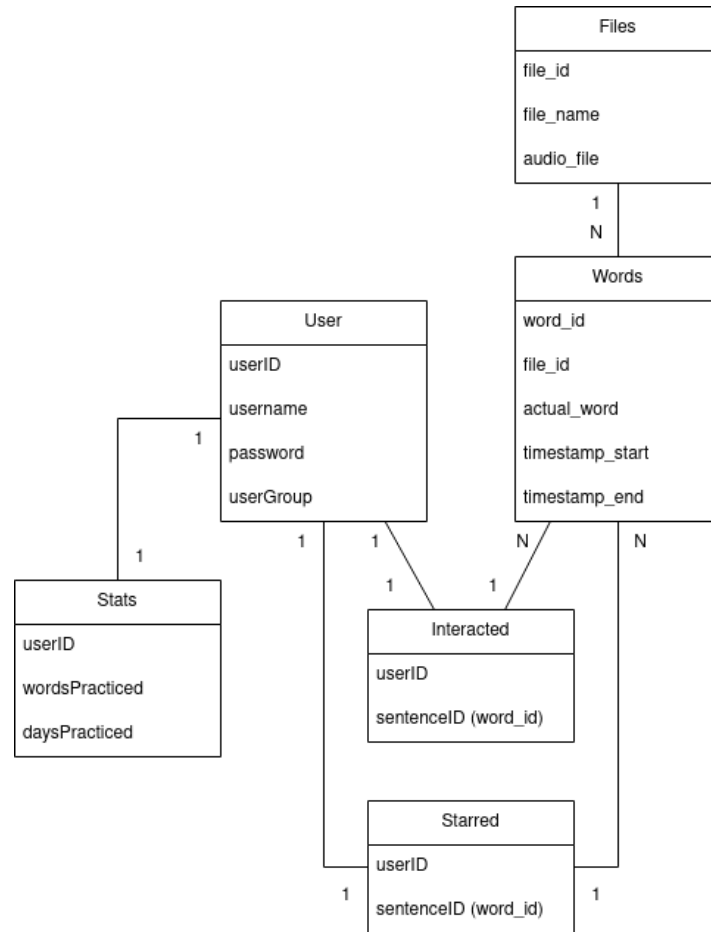 Files
file_id
file_name
audio_file
1
N
Words
word_id
file_id
actual_word
timestamp_start
timestamp_end
User
userID
username
password
userGroup
1
1
Stats
userID
wordsPracticed
daysPracticed
1
1
N
N
1
1
Interacted
userID
sentenceID (word_id)
Starred
userID
sentenceID (word_id)
1
1